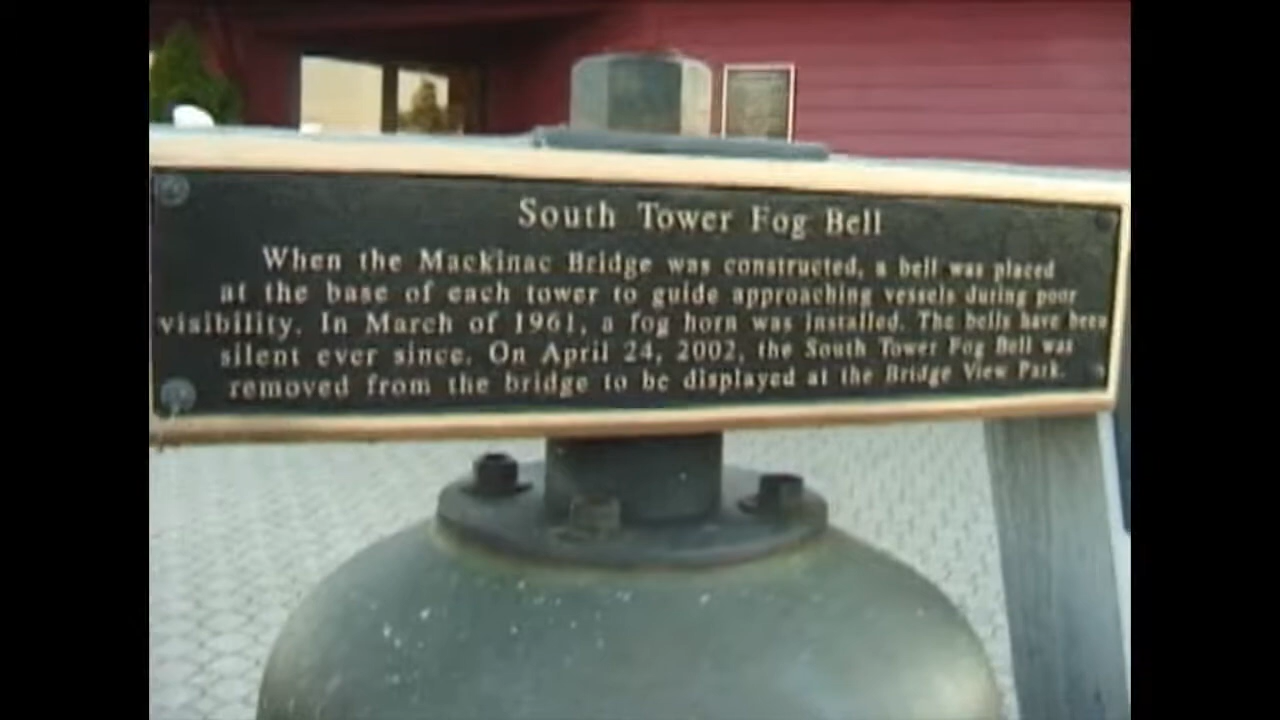 South Tower Fog Bell
When the Mackinac Bridge was constructed, a bell was placed
at the base of each tower to guide approaching vessels during poor
visibility. In March of 1961, a fog horn was installed. The bells have been
silent ever since. On April 24, 2002, the South Tower Fog Bell was
removed from the bridge to be displayed at the Bridge View Park.